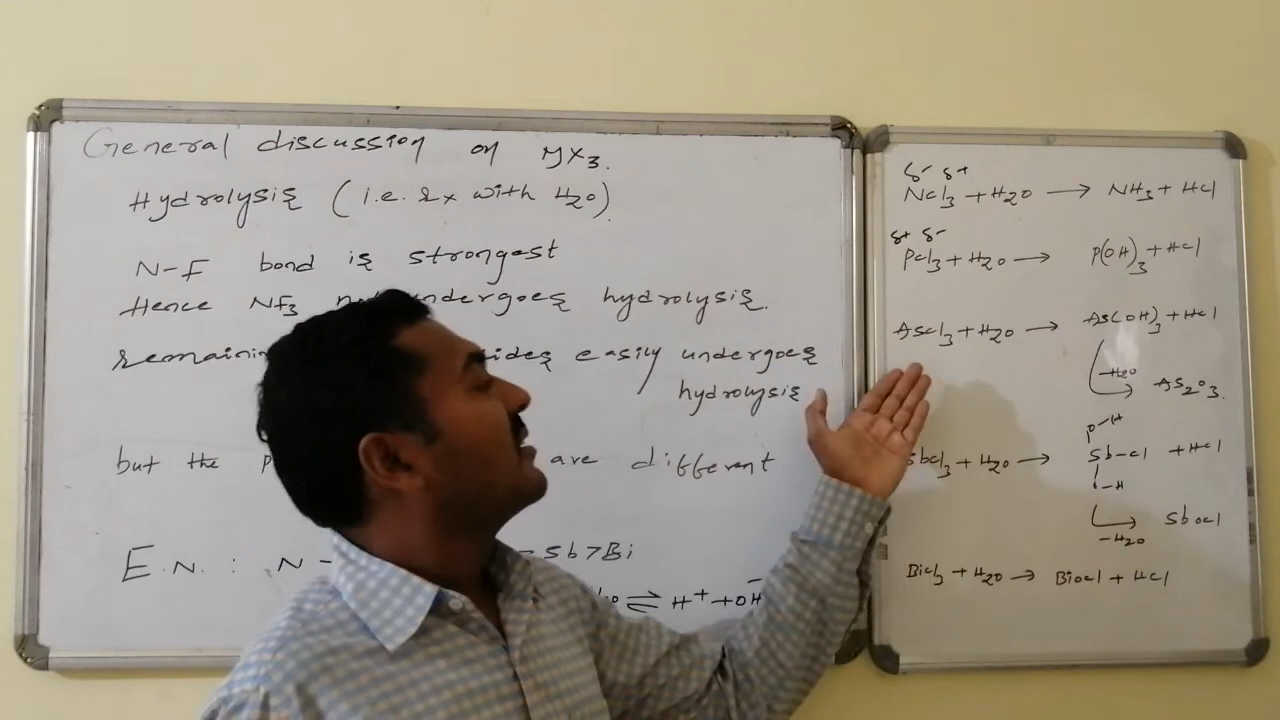 General discussion on MX3.
Hydrolysis (i.e. rx with H2O).
N-F bond is strongest
Hence NF3 undergoes hydrolysis.
easily undergoes
hydrolysis
but the are different
E.N. : N - Sb>Bi
⇌ H+ + OH-
δ- δ+
NCl3 + H2O → NH3 + HCl
δ+ δ-
PCl3 + H2O → P(OH)3 + HCl
AsCl3 + H2O → As(OH)3 + HCl
-H2O
As2O3.
O-H
SbCl3 + H2O → Sb-Cl + HCl
-H
SbOCl
-H2O
BiCl3 + H2O → BiOCl + HCl